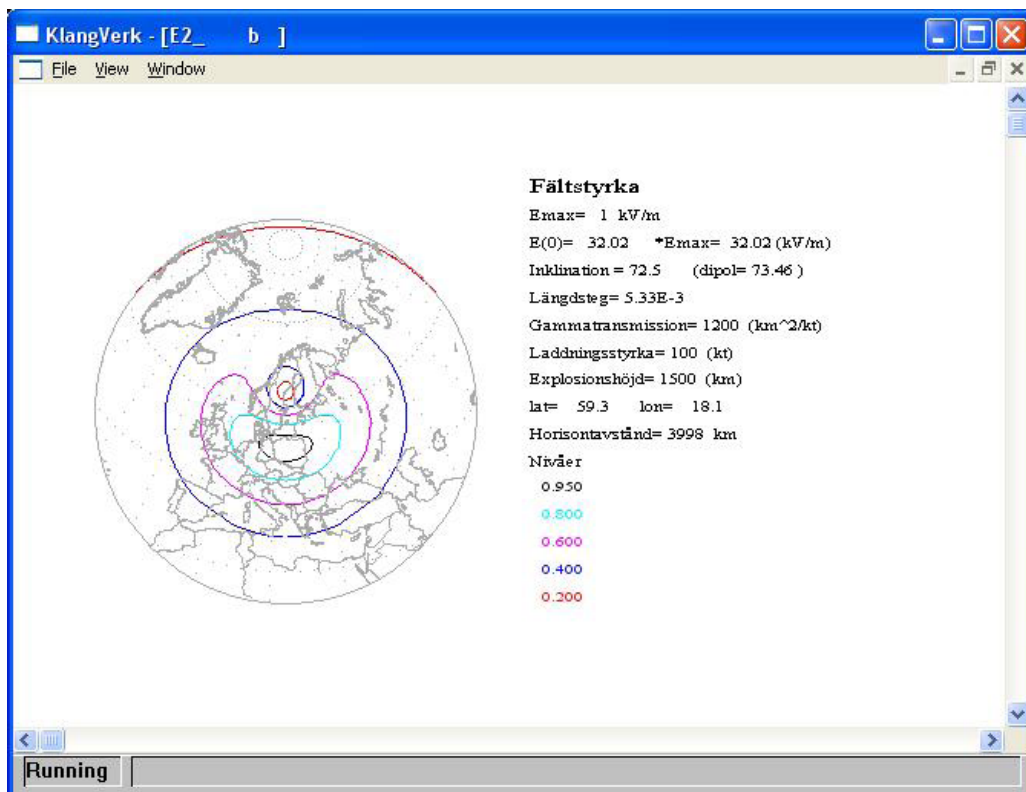 KlangVerk - [E2_ b ]
File View Window
Fältstyrka
Emax= 1 kV/m
E(0)= 32.02 *Emax= 32.02 (kV/m)
Inklination = 72.5 (dipol= 73.46 )
Längdsteg= 5.33E-3
Gammatransmission= 1200 (km^2/kt)
Laddningsstyrka= 100 (kt)
Explosionshöjd= 1500 (km)
lat= 59.3 lon= 18.1
Horisontavstånd= 3998 km
Nivåer
0.950
0.800
0.600
0.400
0.200
Running